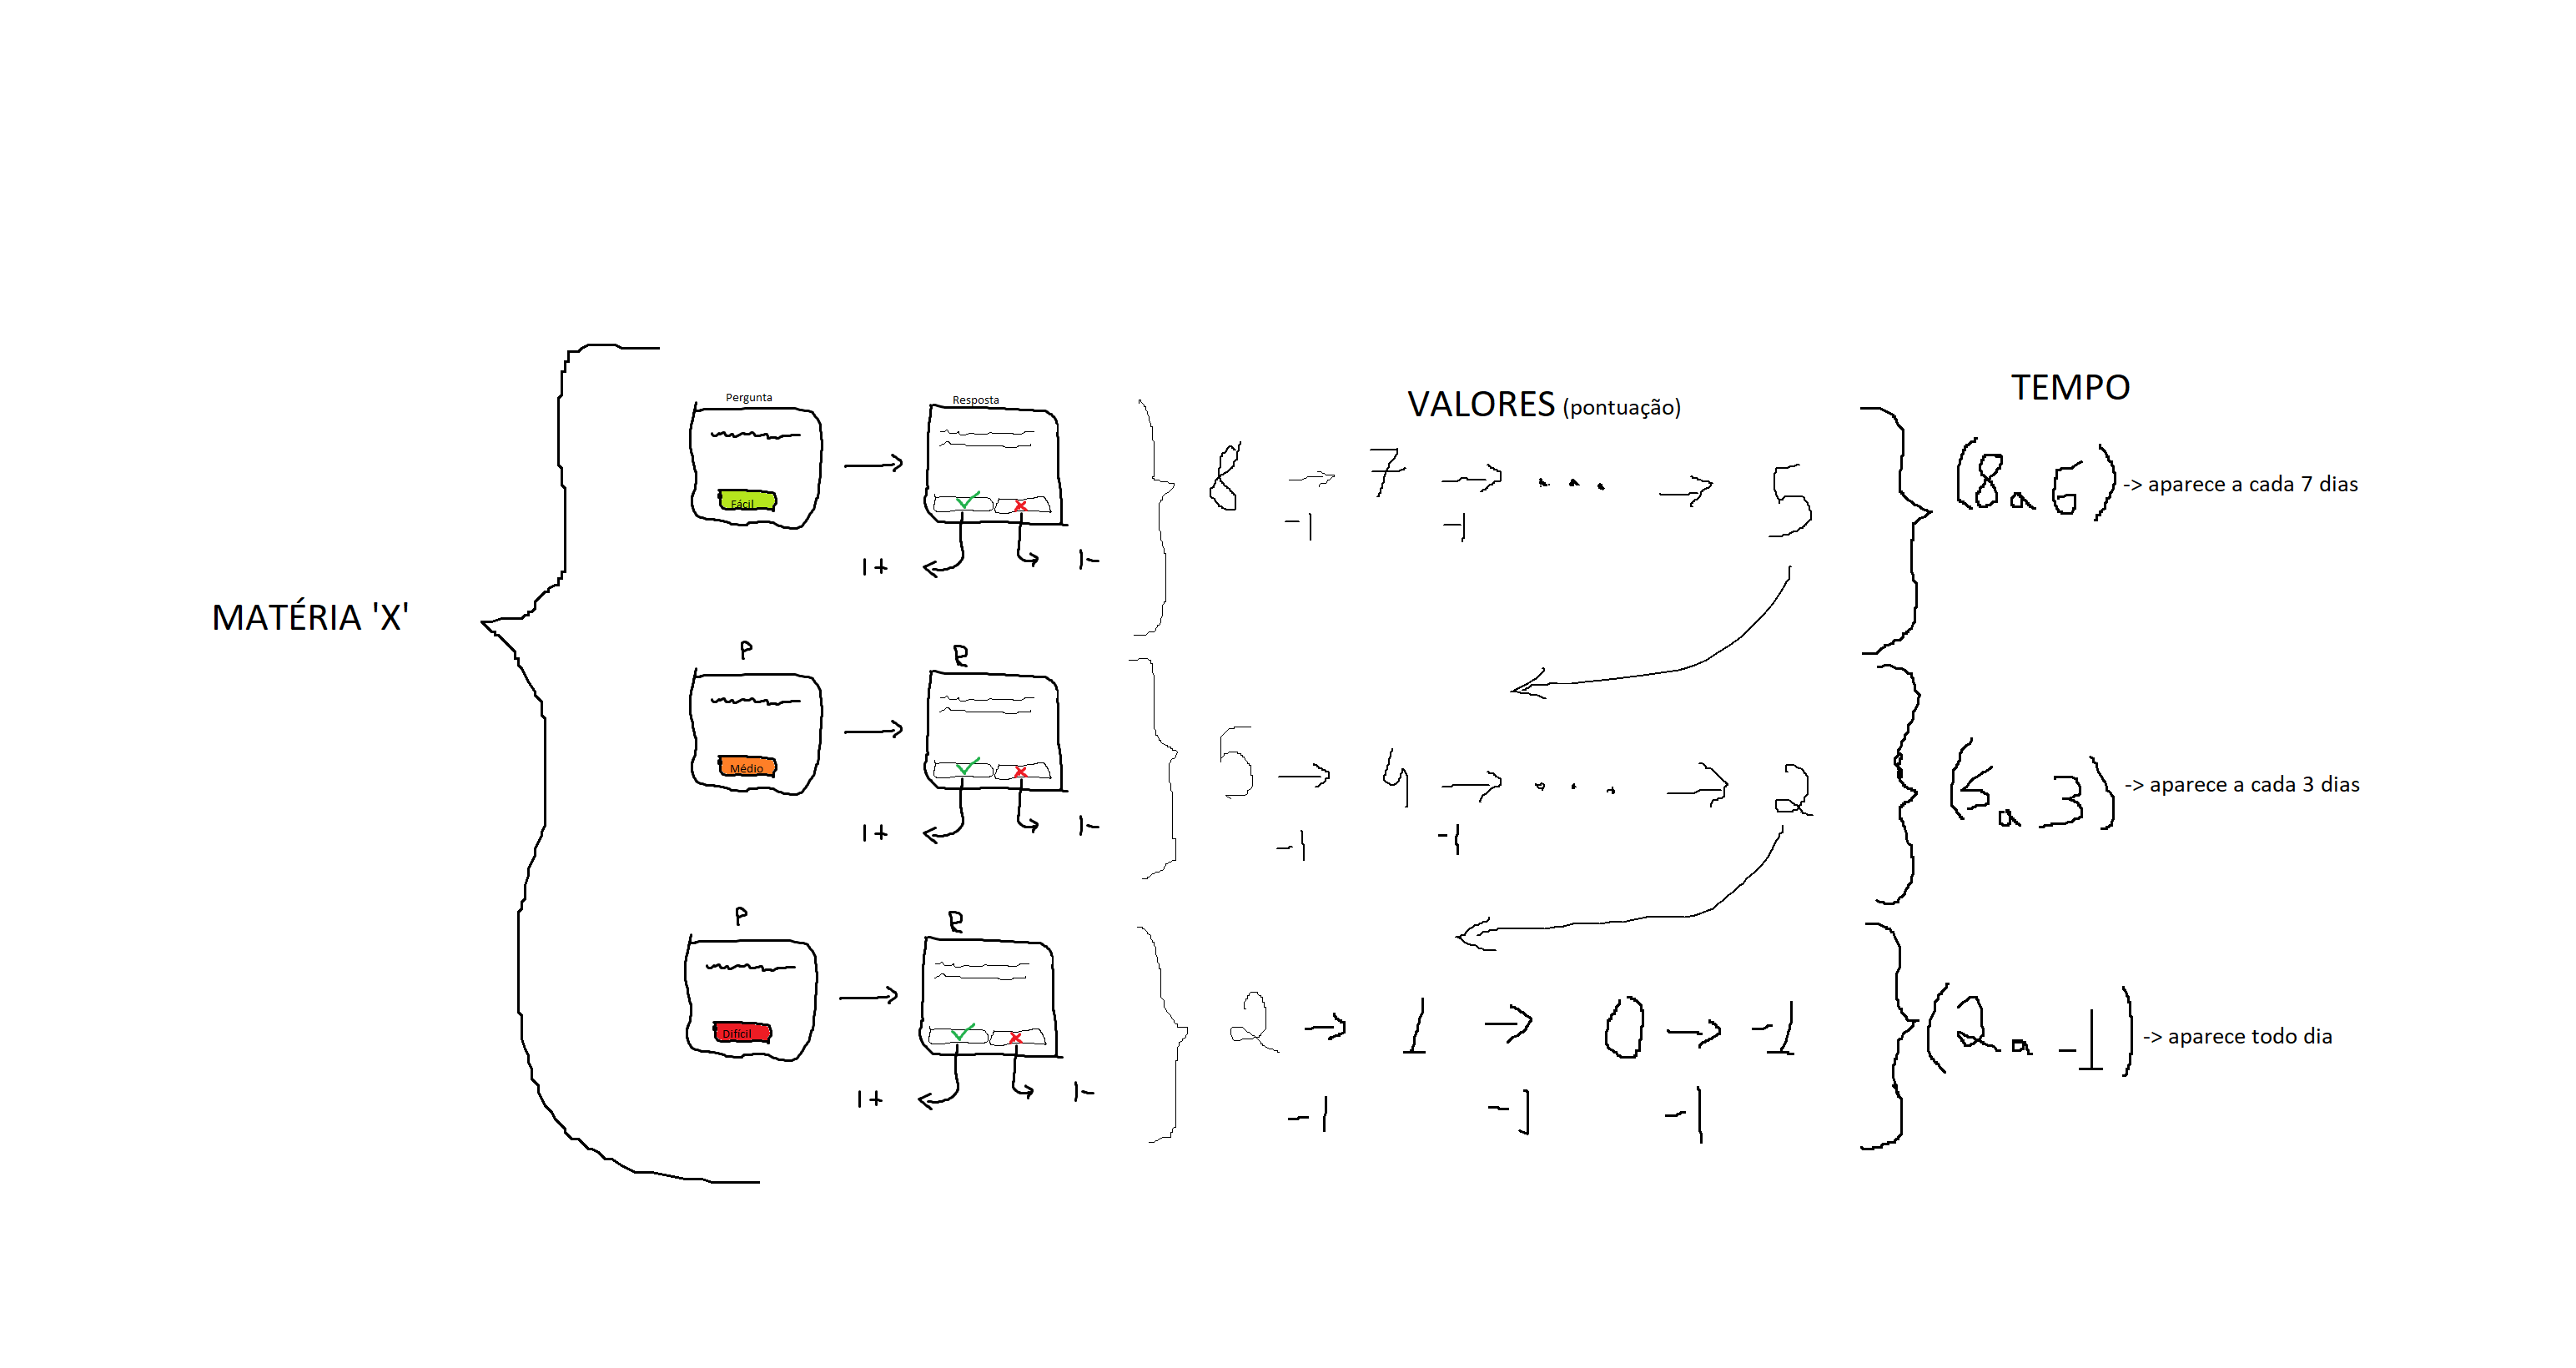 MATÉRIA 'X'
Pergunta
Resposta
Fácil
1+
1-
VALORES (pontuação)
8 → 7 → ... → 5
-1
-1
TEMPO
(8 a 6) -> aparece a cada 7 dias
P
R
Médio
1+
1-
5 → 4 → ... → 2
-1
-1
(5 a 3) -> aparece a cada 3 dias
P
R
Difícil
1+
1-
2 → 1 → 0 → -1
-1
-1
-1
(2 a -1) -> aparece todo dia